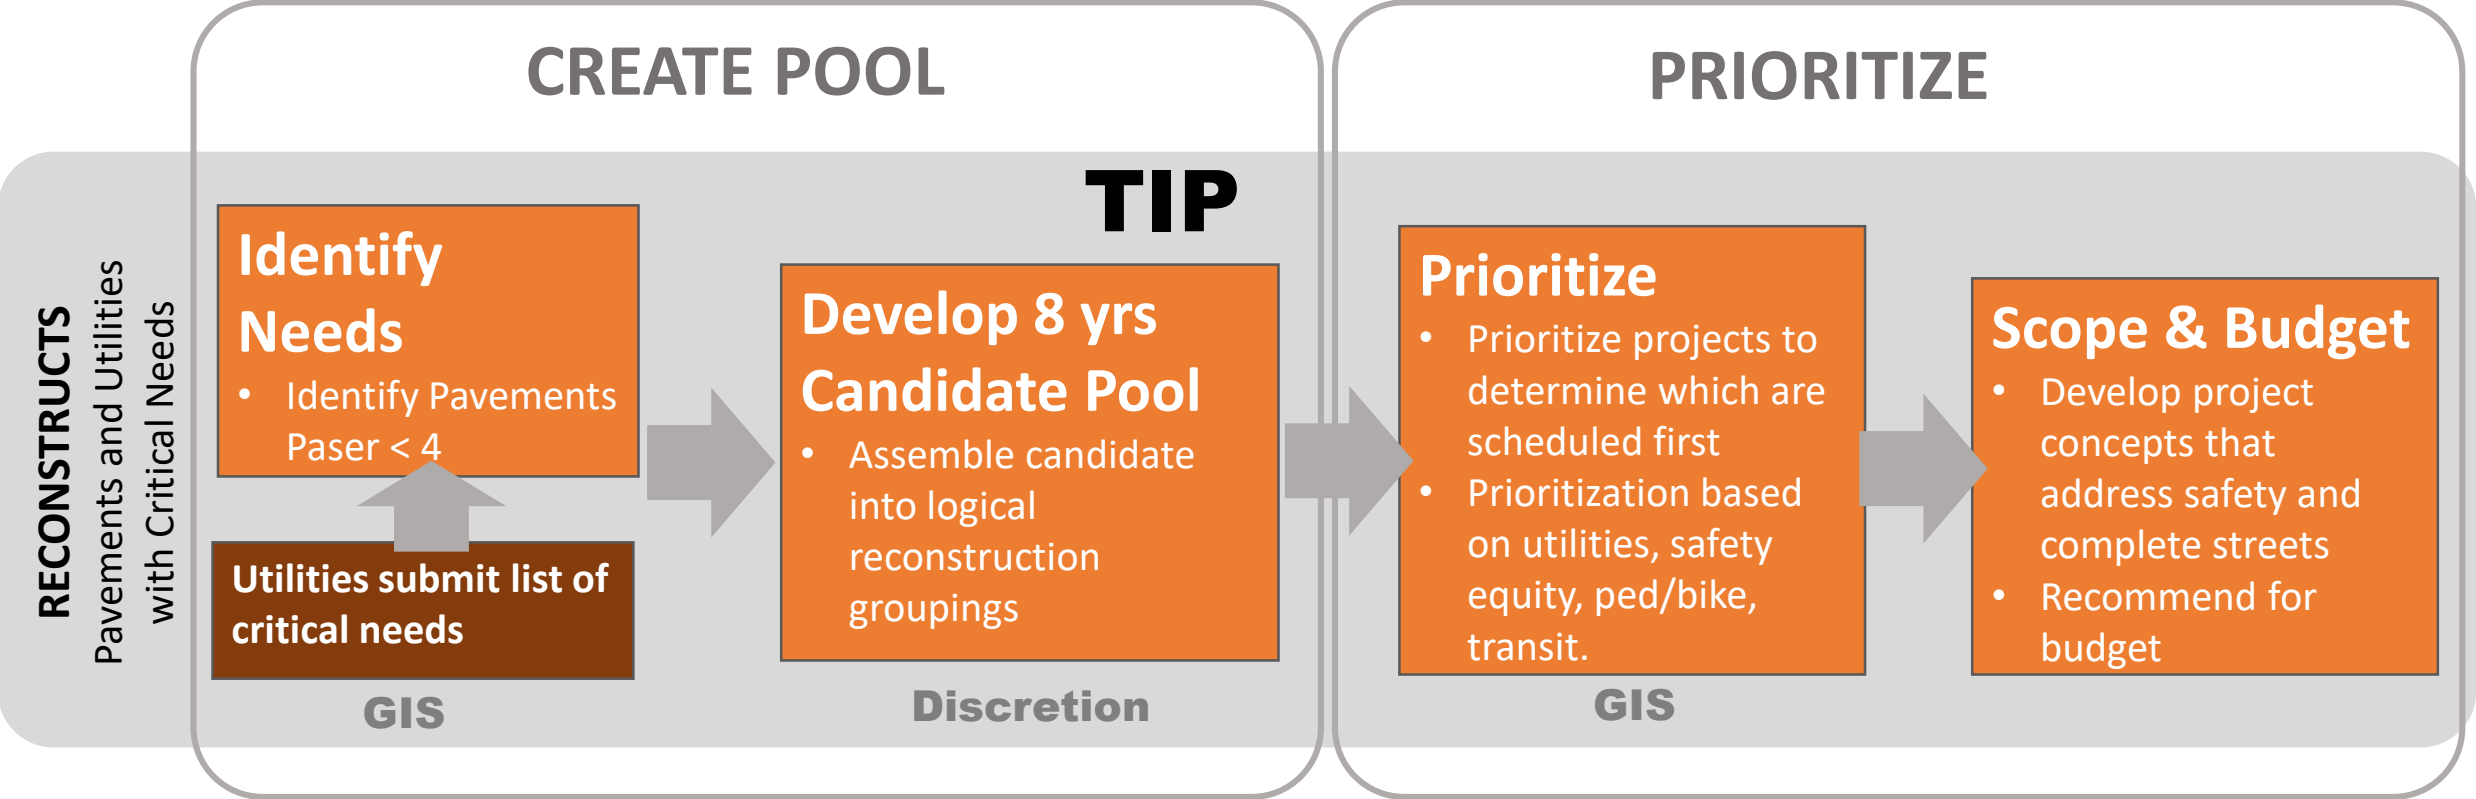 CREATE POOL
PRIORITIZE
RECONSTRUCTS
Pavements and Utilities
with Critical Needs
TIP
Identify
Needs
• Identify Pavements
Paser < 4
Utilities submit list of
critical needs
GIS
Develop 8 yrs
Candidate Pool
• Assemble candidate
into logical
reconstruction
groupings
Discretion
Prioritize
• Prioritize projects to
determine which are
scheduled first
• Prioritization based
on utilities, safety
equity, ped/bike,
transit.
GIS
Scope & Budget
• Develop project
concepts that
address safety and
complete streets
• Recommend for
budget